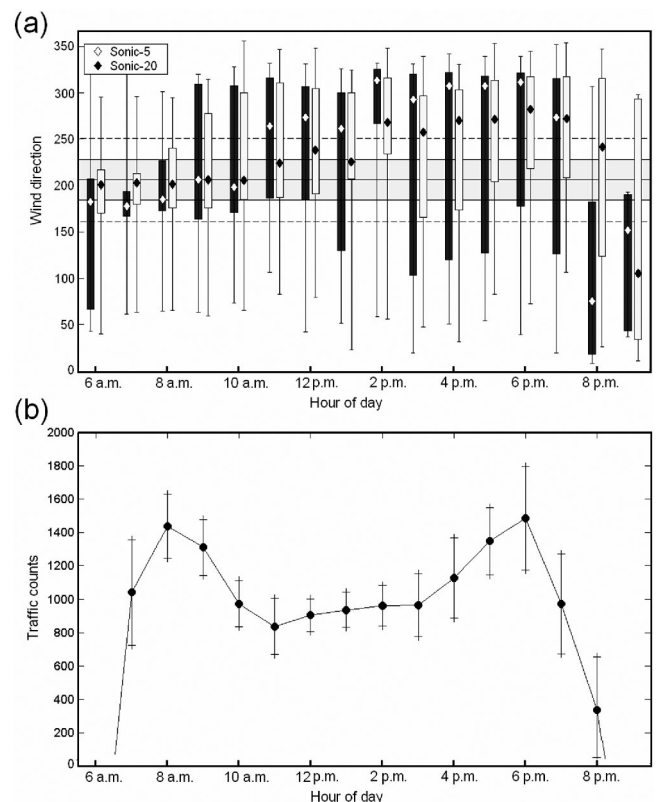 (a)
350
300
250
200
150
100
50
0
Wind direction
Sonic-5
Sonic-20
6 a.m. 8 a.m. 10 a.m. 12 p.m. 2 p.m. 4 p.m. 6 p.m. 8 p.m.
Hour of day
(b)
2000
1800
1600
1400
1200
1000
800
600
400
200
0
Traffic counts
6 a.m. 8 a.m. 10 a.m. 12 p.m. 2 p.m. 4 p.m. 6 p.m. 8 p.m.
Hour of day